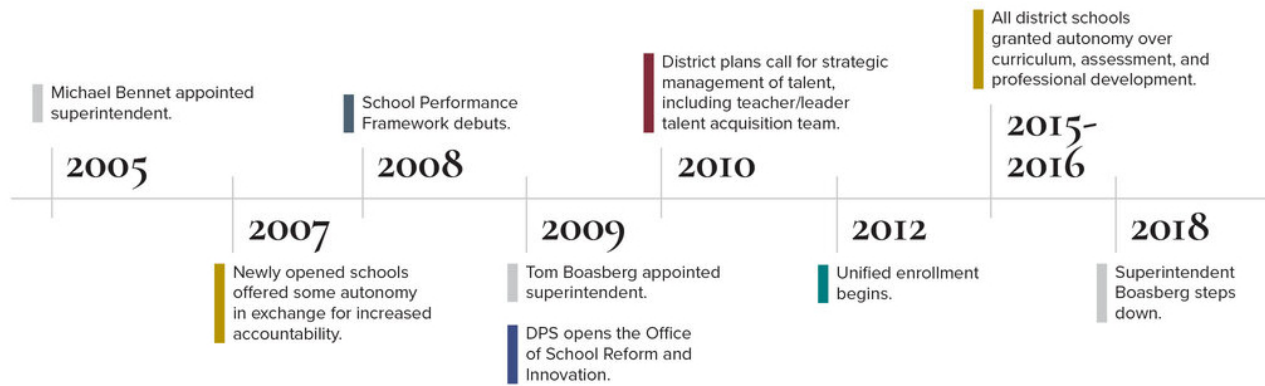 Michael Bennet appointed
superintendent.
2005
2007
Newly opened schools
offered some autonomy
in exchange for increased
accountability.
School Performance
Framework debuts.
2008
2009
Tom Boasberg appointed
superintendent.
DPS opens the Office
of School Reform and
Innovation.
District plans call for strategic
management of talent,
including teacher/leader
talent acquisition team.
2010
2012
Unified enrollment
begins.
All district schools
granted autonomy over
curriculum, assessment, and
professional development.
2015-
2016
2018
Superintendent
Boasberg steps
down.